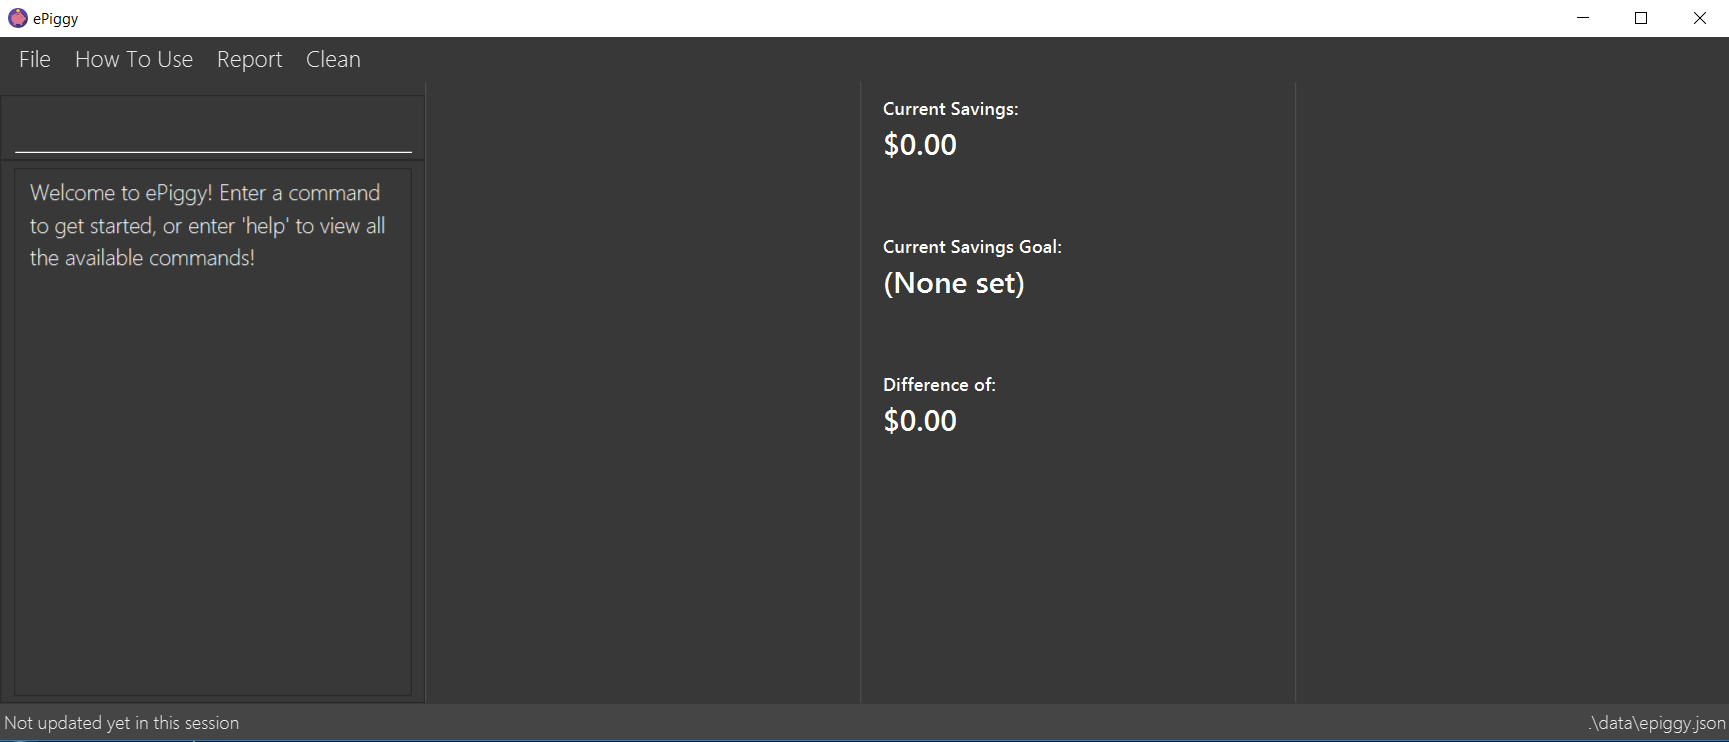 ePiggy
File How To Use Report Clean
Welcome to ePiggy! Enter a command
to get started, or enter 'help' to view all
the available commands!
Current Savings:
$0.00
Current Savings Goal:
(None set)
Difference of:
$0.00
Not updated yet in this session
.\data\epiggy.json